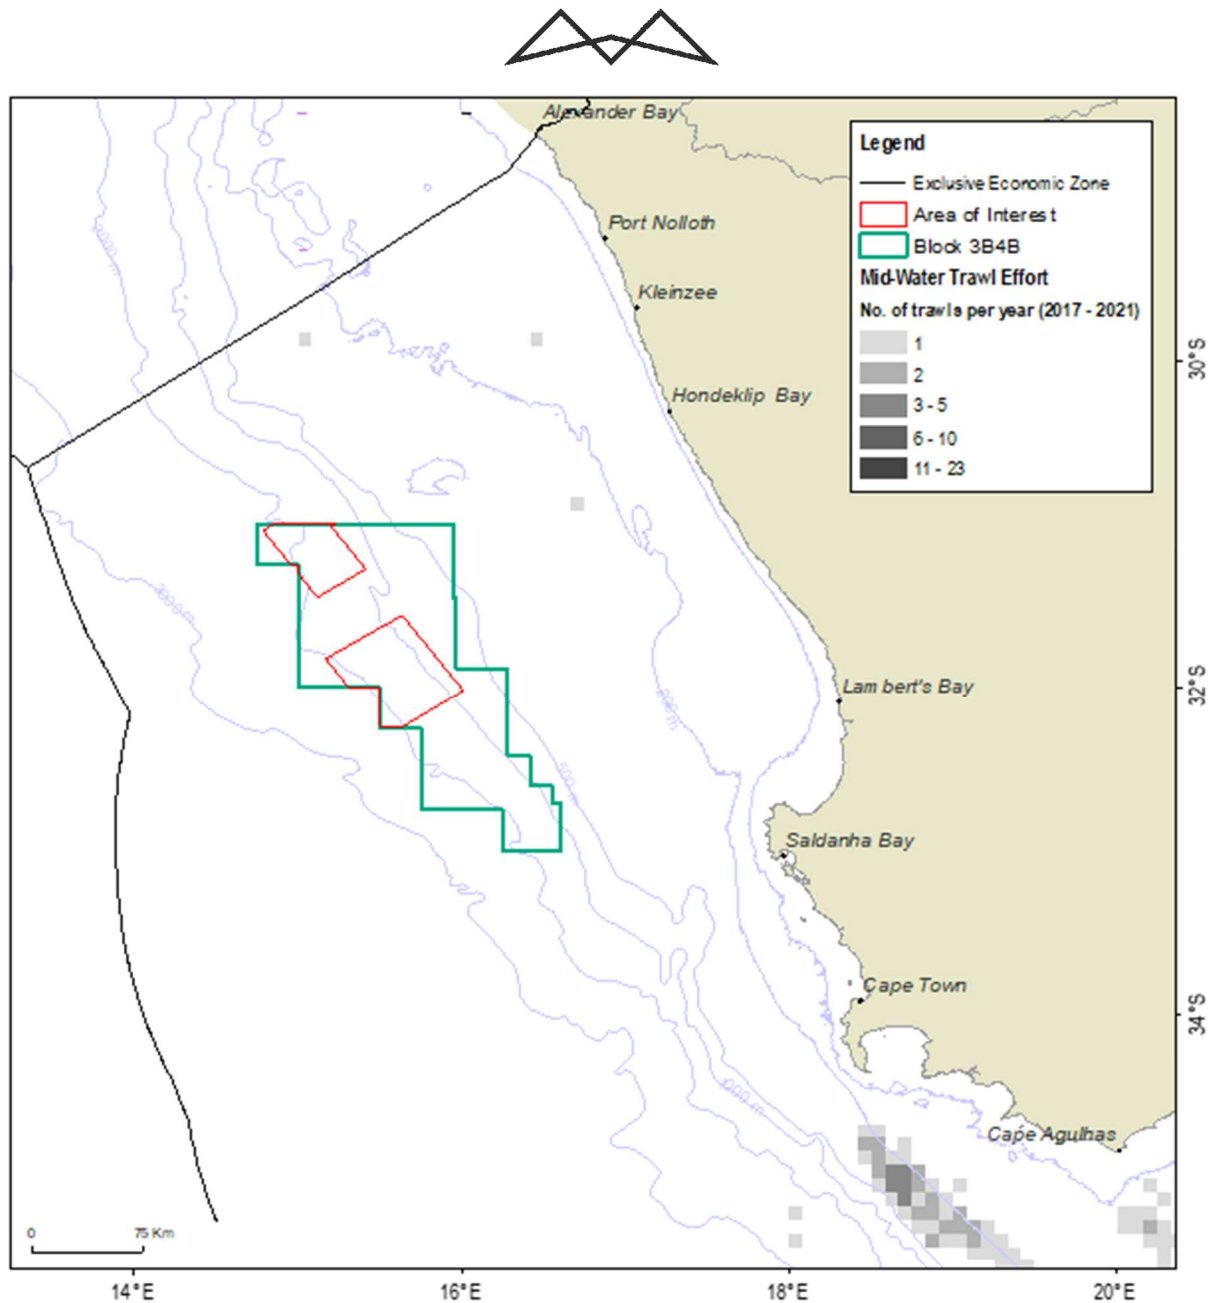 Alexander Bay
Legend
Exclusive Economic Zone
Area of Interest
Block 3B4B
Mid-Water Trawl Effort
No. of trawls per year (2017 - 2021)
1
2
3 - 5
6 - 10
11 - 23
Port Nolloth
Kleinzee
Hondeklip Bay
Lambert's Bay
Saldanha Bay
Cape Town
Cape Agulhas
200 m
500 m
30°S
32°S
34°S
0 75 Km
14°E 16°E 18°E 20°E